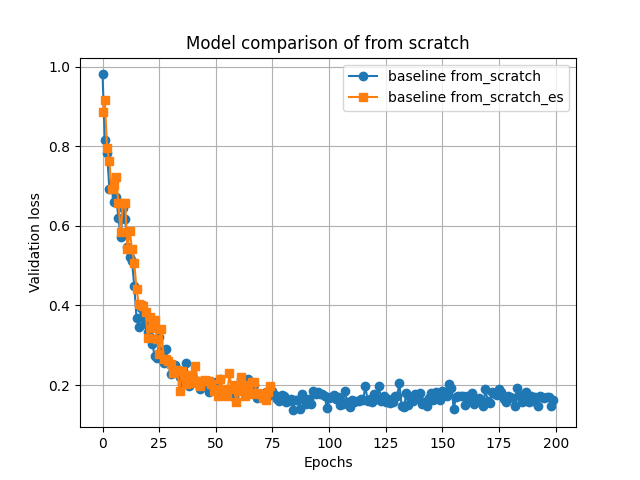 Model comparison of from scratch
baseline from_scratch
baseline from_scratch_es
Validation loss
1.0
0.8
0.6
0.4
0.2
0
25
50
75
100
125
150
175
200
Epochs